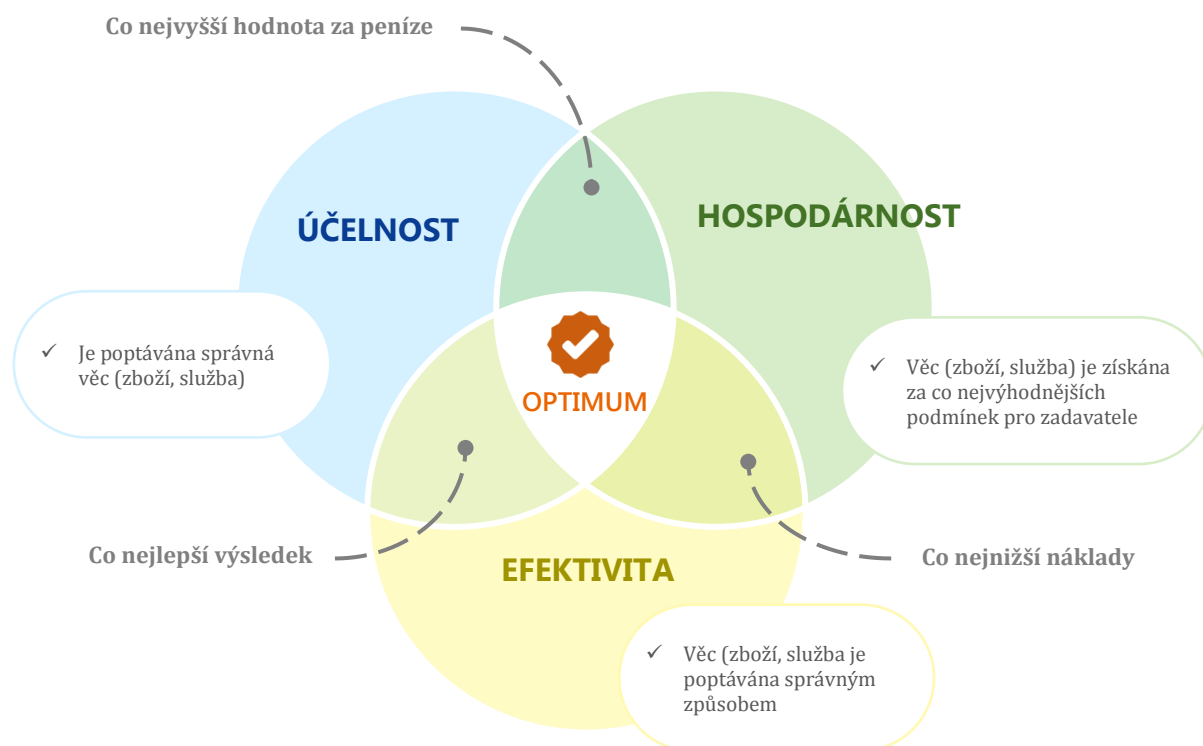 Co nejvyšší hodnota za peníze
ÚČELNOST
HOSPODÁRNOST
✓ Je poptávána správná
věc (zboží, služba)
OPTIMUM
✓ Věc (zboží, služba) je získána
za co nejvýhodnějších
podmínek pro zadavatele
Co nejlepší výsledek
EFEKTIVITA
Co nejnižší náklady
✓ Věc (zboží, služba je
poptávána správným
způsobem